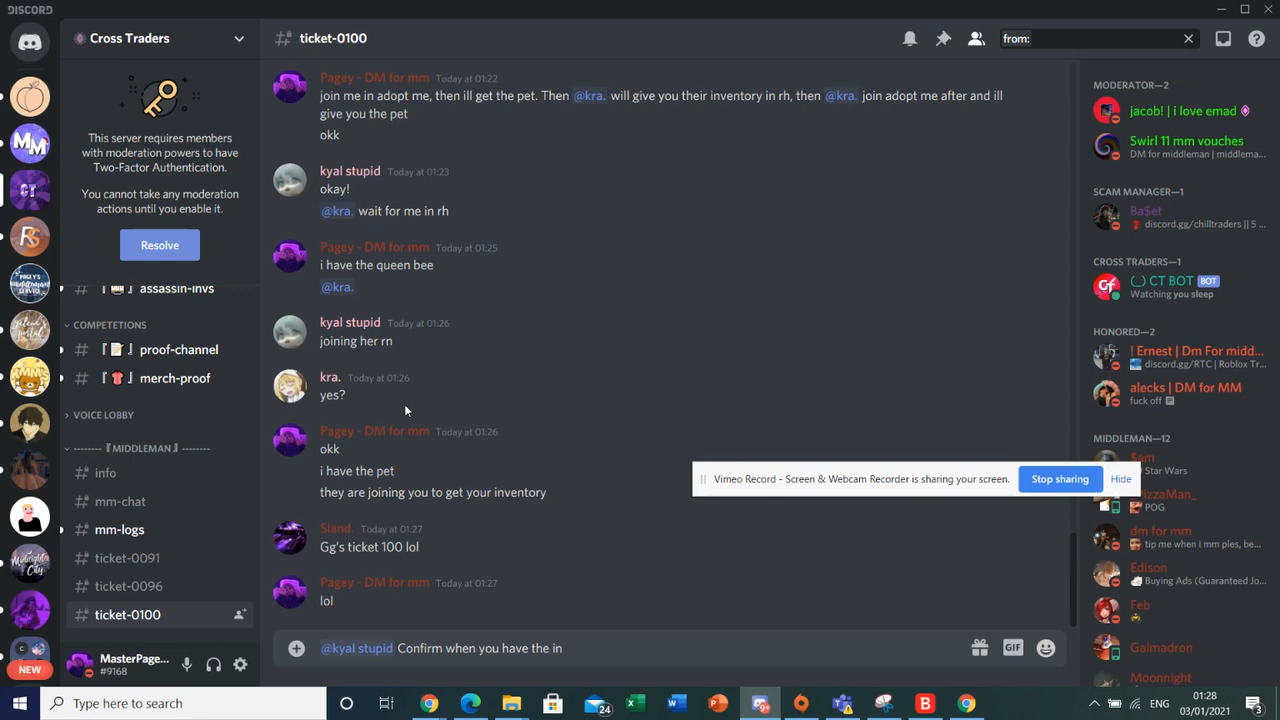 DISCORD
Cross Traders
ticket-0100
from:
This server requires
members with moderation
powers to have
Two-Factor Authentication.
You cannot take any moderation
actions until you enable it.
Resolve
assassin-invs
COMPETETIONS
proof-channel
merch-proof
VOICE LOBBY
-------- 『MIDDLEMAN』--------
info
mm-chat
mm-logs
ticket-0091
ticket-0096
ticket-0100
NEW
MasterPage...
#9168
Pagey - DM for mm Today at 01:22
join me in adopt me, then ill get the pet. Then @kra. will give you their inventory in rh, then @kra. join adopt me after and ill
give you the pet
okk
kyal stupid Today at 01:23
okay!
@kra. wait for me in rh
Pagey - DM for mm Today at 01:25
i have the queen bee
@kra.
kyal stupid Today at 01:26
joining her rn
kra. Today at 01:26
yes?
Pagey - DM for mm Today at 01:26
okk
i have the pet
they are joining you to get your inventory
Sland. Today at 01:27
Gg's ticket 100 lol
Pagey - DM for mm Today at 01:27
lol
@kyal stupid Confirm when you have the in
GIF
Vimeo Record - Screen & Webcam Recorder is sharing your screen.
Stop sharing
Hide
MODERATOR—2
jacob! | i love emad
Swirl 11 mm vouches
DM for middleman | middlema...
SCAM MANAGER—1
Ba$et
discord.gg/chilltraders || 5 ...
CROSS TRADERS—1
CT BOT BOT
Watching you sleep
HONORED—2
! Ernest | Dm For midd...
discord.gg/RTC | Roblox Tr...
alecks | DM for MM
fuck off
MIDDLEMAN—12
$am
Star Wars
PizzaMan_
POG
dm for mm
tip me when i mm ples, be...
Edison
Buying Ads (Guaranteed Jo...
Feb
Galmadron
Moonnight
Type here to search
24
9+
01:28
03/01/2021
3